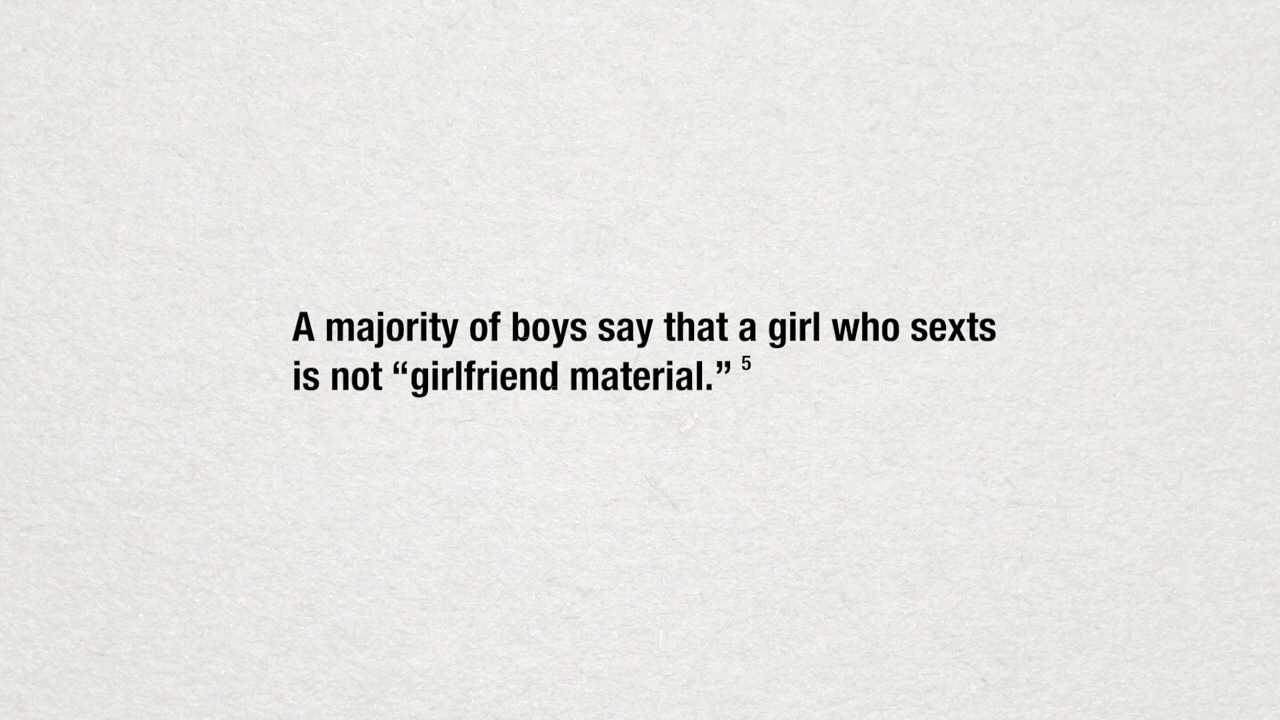 A majority of boys say that a girl who sexts
is not “girlfriend material.” 5